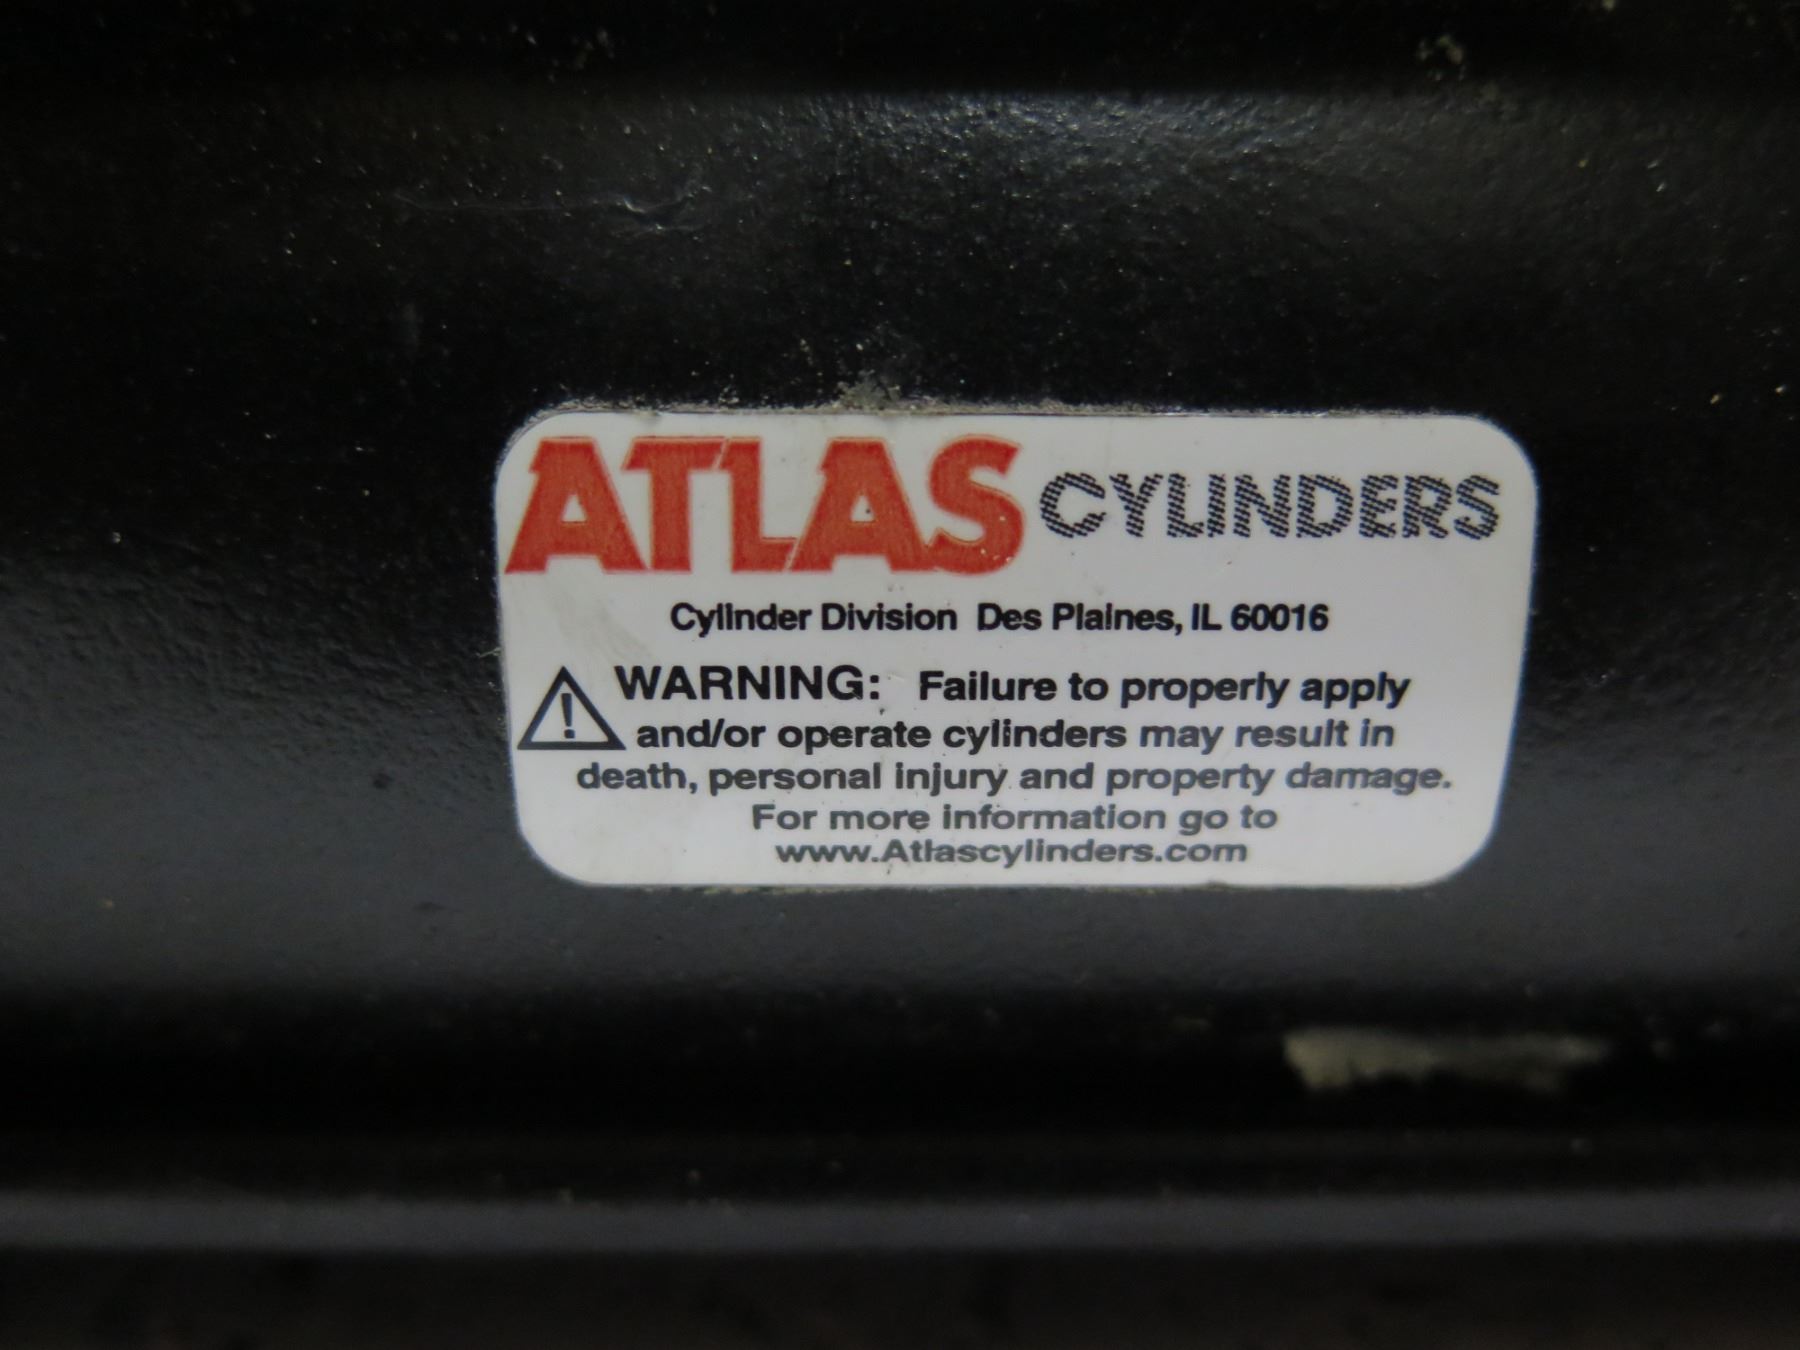 ATLAS CYLINDERS
Cylinder Division Des Plaines, IL 60016
WARNING: Failure to properly apply
and/or operate cylinders may result in
death, personal injury and property damage.
For more information go to
www.Atlascylinders.com